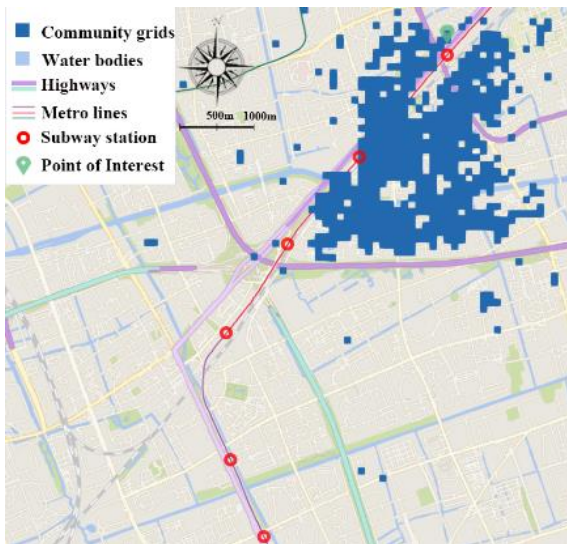 Community grids
Water bodies
Highways
Metro lines
Subway station
Point of Interest
500m 1000m